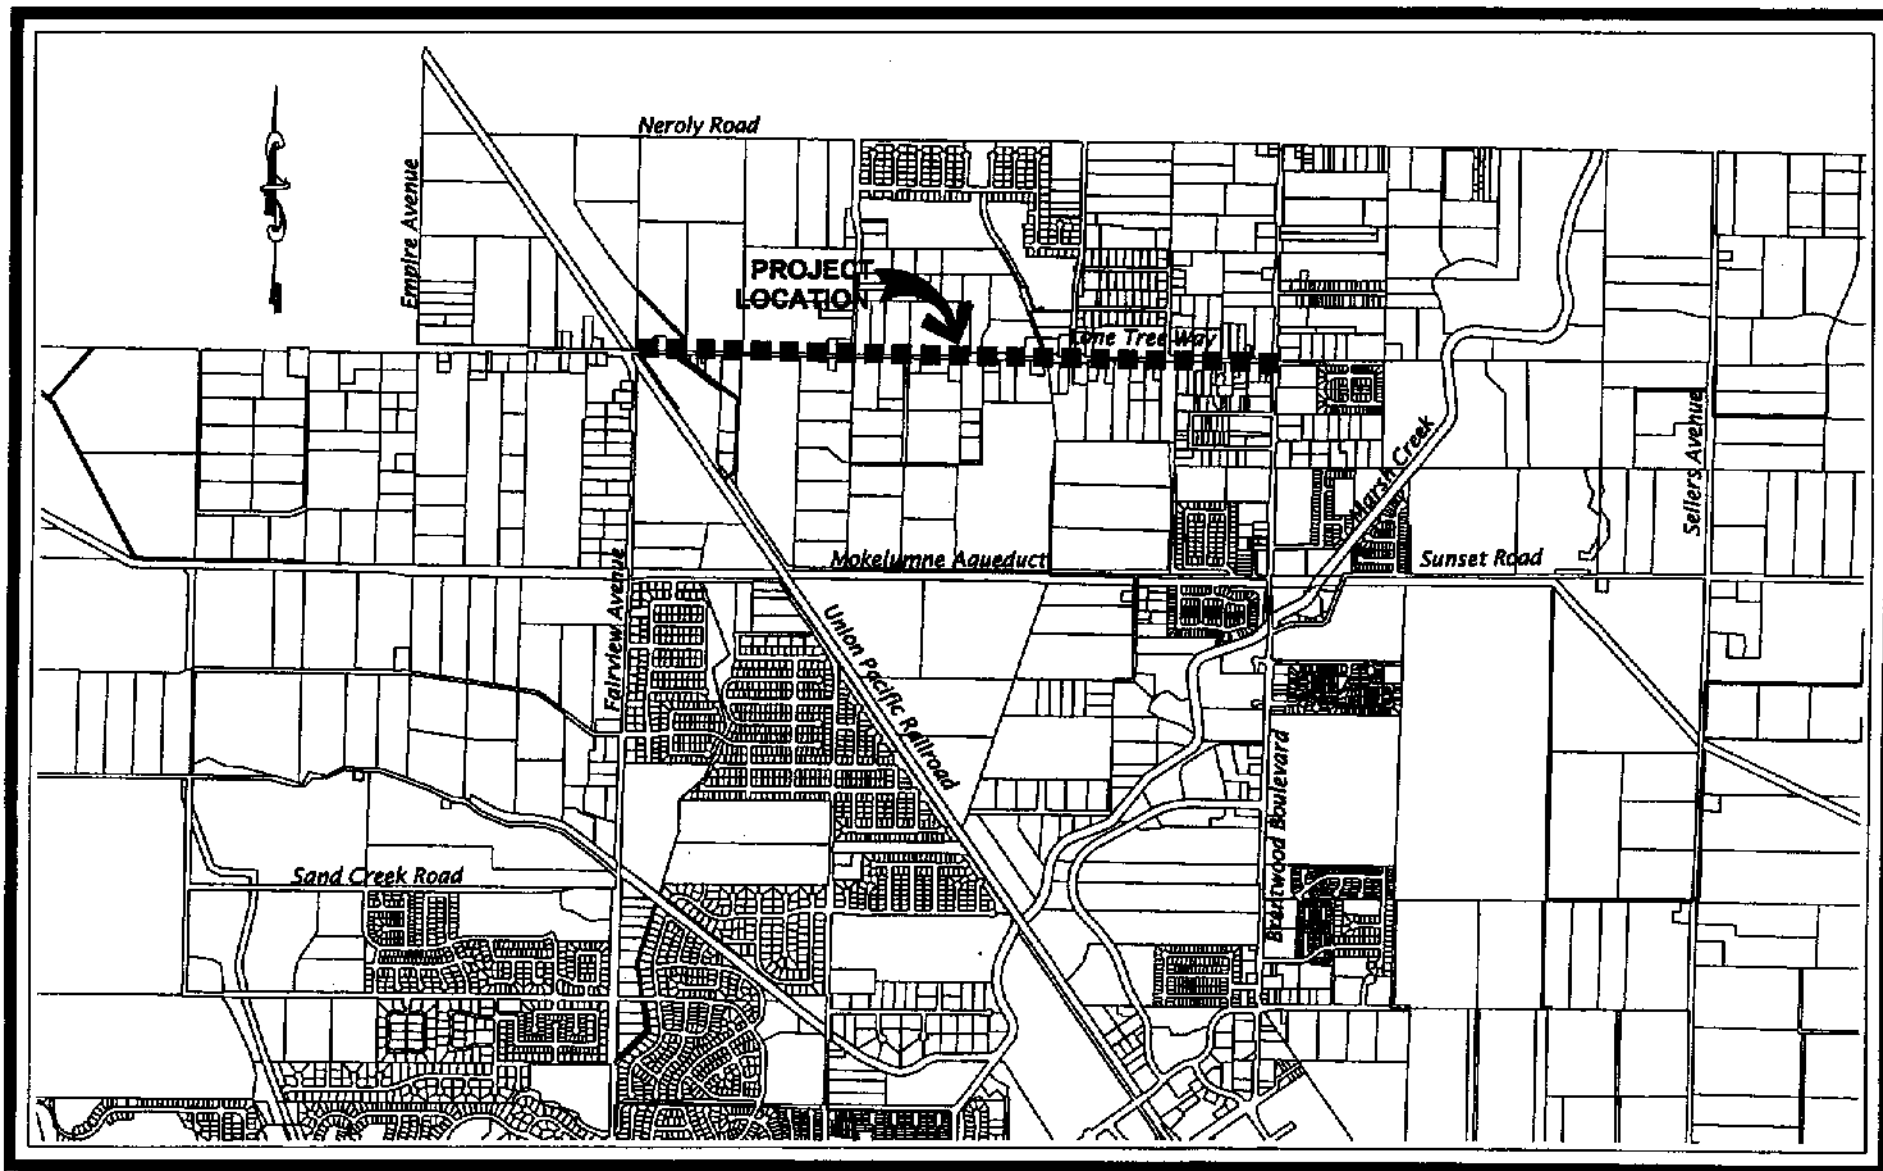 Neroly Road
Empire Avenue
PROJECT
LOCATION
Lone Tree Way
Marsh Creek
Sellers Avenue
Mokelumne Aqueduct
Sunset Road
Fairview Avenue
Union Pacific Railroad
Brentwood Boulevard
Sand Creek Road